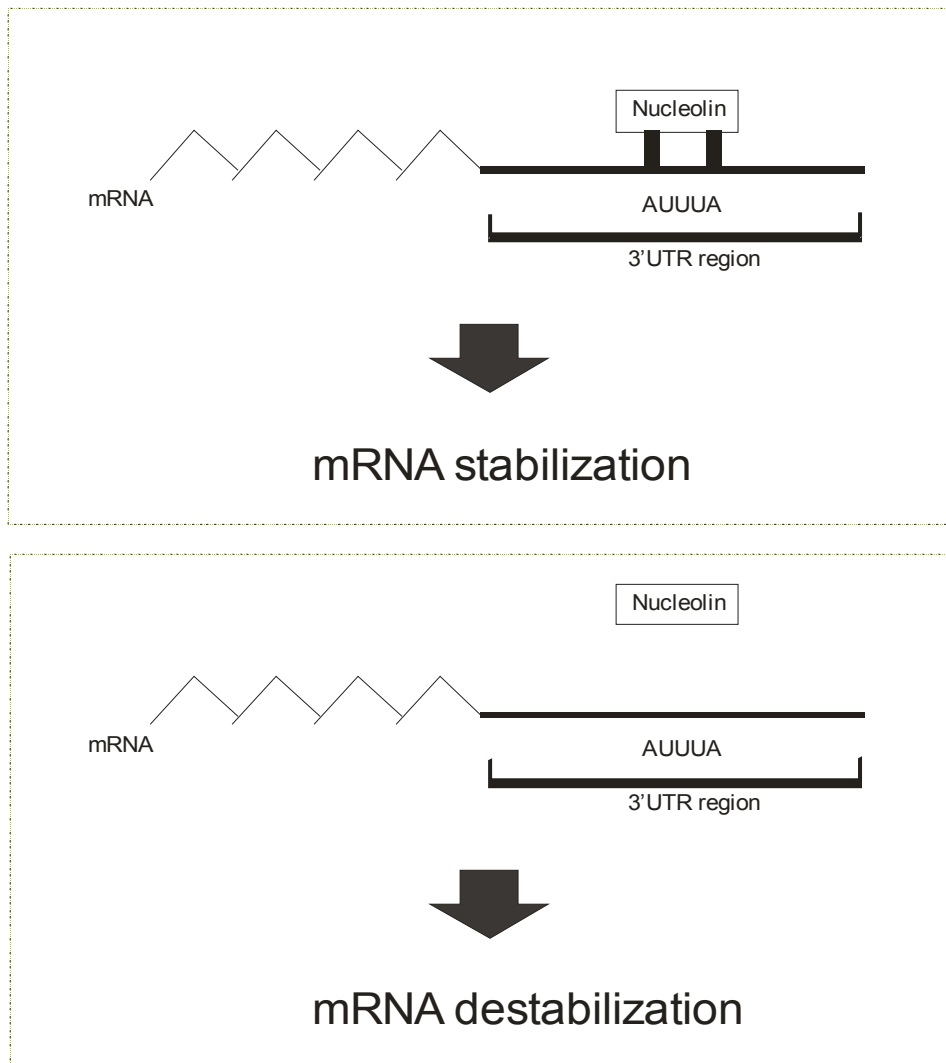 Nucleolin
mRNA
AUUUA
3’UTR region
mRNA stabilization
Nucleolin
mRNA
AUUUA
3’UTR region
mRNA destabilization